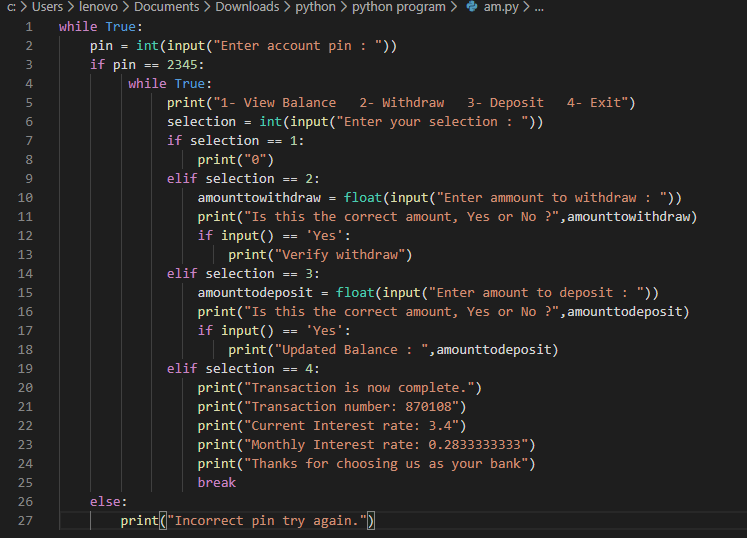 c: > Users > lenovo > Documents > Downloads > python > python program > am.py > ...
1 while True:
2     pin = int(input("Enter account pin : "))
3     if pin == 2345:
4          while True:
5               print("1- View Balance   2- Withdraw   3- Deposit   4- Exit")
6               selection = int(input("Enter your selection : "))
7               if selection == 1:
8                   print("0")
9               elif selection == 2:
10                   amounttowithdraw = float(input("Enter ammount to withdraw : "))
11                   print("Is this the correct amount, Yes or No ?",amounttowithdraw)
12                   if input() == 'Yes':
13                       print("Verify withdraw")
14               elif selection == 3:
15                   amounttodeposit = float(input("Enter amount to deposit : "))
16                   print("Is this the correct amount, Yes or No ?",amounttodeposit)
17                   if input() == 'Yes':
18                       print("Updated Balance : ",amounttodeposit)
19               elif selection == 4:
20                   print("Transaction is now complete.")
21                   print("Transaction number: 870108")
22                   print("Current Interest rate: 3.4")
23                   print("Monthly Interest rate: 0.2833333333")
24                   print("Thanks for choosing us as your bank")
25                   break
26     else:
27         print("Incorrect pin try again.")